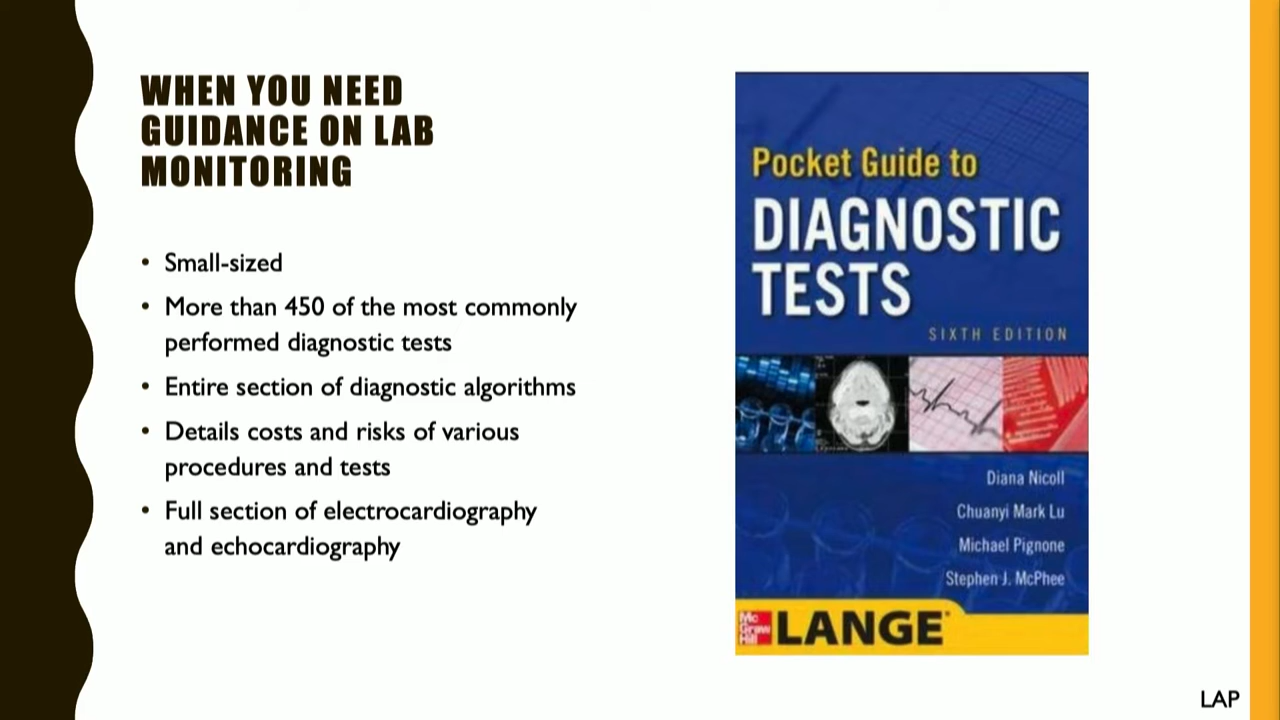 WHEN YOU NEED
GUIDANCE ON LAB
MONITORING
• Small-sized
• More than 450 of the most commonly
performed diagnostic tests
• Entire section of diagnostic algorithms
• Details costs and risks of various
procedures and tests
• Full section of electrocardiography
and echocardiography
Pocket Guide to
DIAGNOSTIC
TESTS
SIXTH EDITION
Diana Nicoll
Chuanyi Mark Lu
Michael Pignone
Stephen J. McPhee
Mc
Graw
Hill
LANGE®
LAP